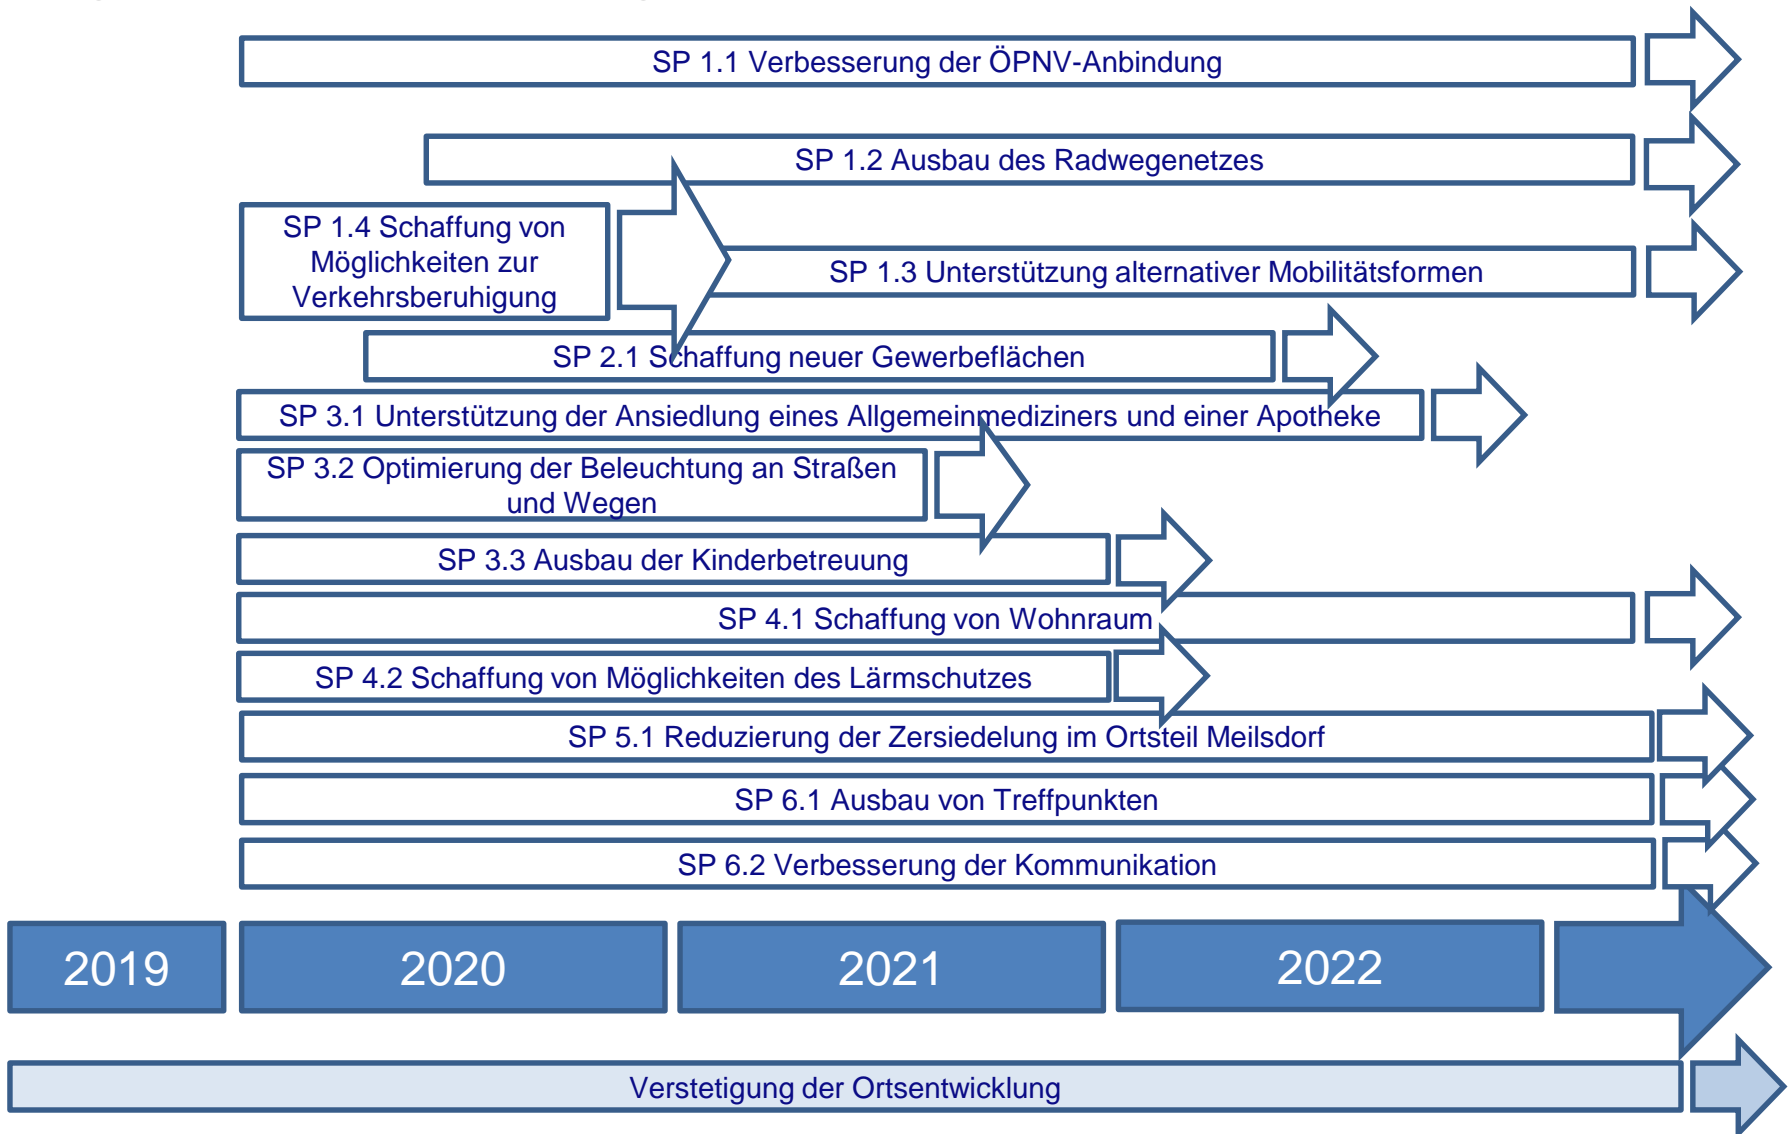 SP 1.1 Verbesserung der ÖPNV-Anbindung
SP 1.2 Ausbau des Radwegenetzes
SP 1.4 Schaffung von
Möglichkeiten zur
Verkehrsberuhigung
SP 1.3 Unterstützung alternativer Mobilitätsformen
SP 2.1 Schaffung neuer Gewerbeflächen
SP 3.1 Unterstützung der Ansiedlung eines Allgemeinmediziners und einer Apotheke
SP 3.2 Optimierung der Beleuchtung an Straßen
und Wegen
SP 3.3 Ausbau der Kinderbetreuung
SP 4.1 Schaffung von Wohnraum
SP 4.2 Schaffung von Möglichkeiten des Lärmschutzes
SP 5.1 Reduzierung der Zersiedelung im Ortsteil Meilsdorf
SP 6.1 Ausbau von Treffpunkten
SP 6.2 Verbesserung der Kommunikation
2019
2020
2021
2022
Verstetigung der Ortsentwicklung